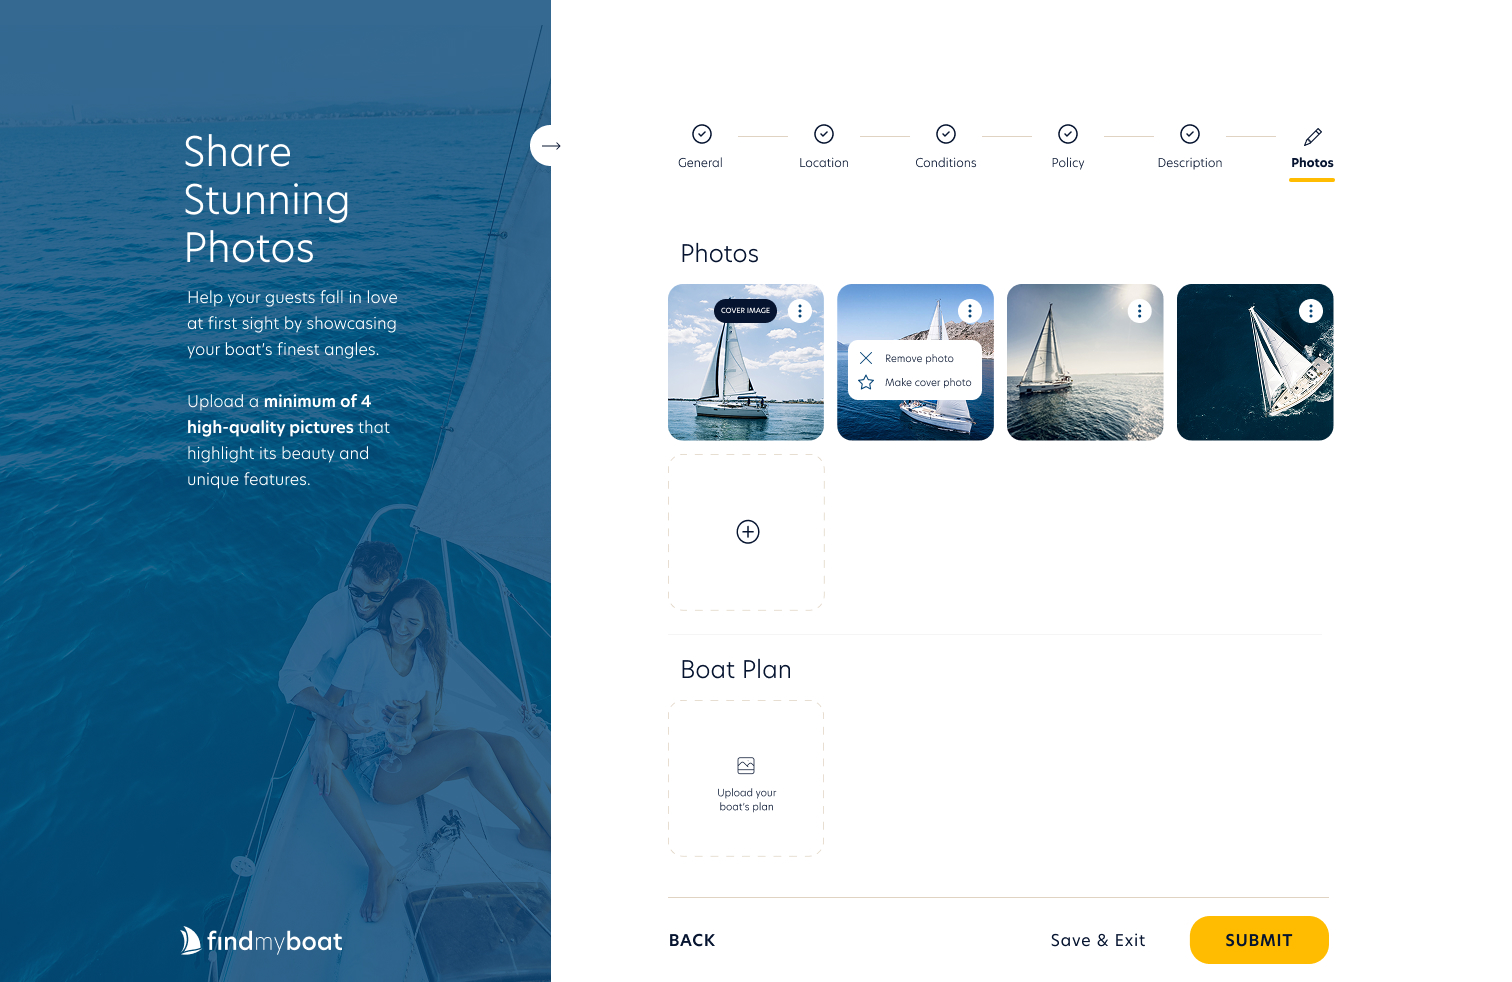 Share
Stunning
Photos
Help your guests fall in love
at first sight by showcasing
your boat's finest angles.
Upload a minimum of 4
high-quality pictures that
highlight its beauty and
unique features.
findmyboat
General
Location
Conditions
Policy
Description
Photos
Photos
COVER IMAGE
Remove photo
Make cover photo
Boat Plan
Upload your
boat's plan
BACK
Save & Exit
SUBMIT